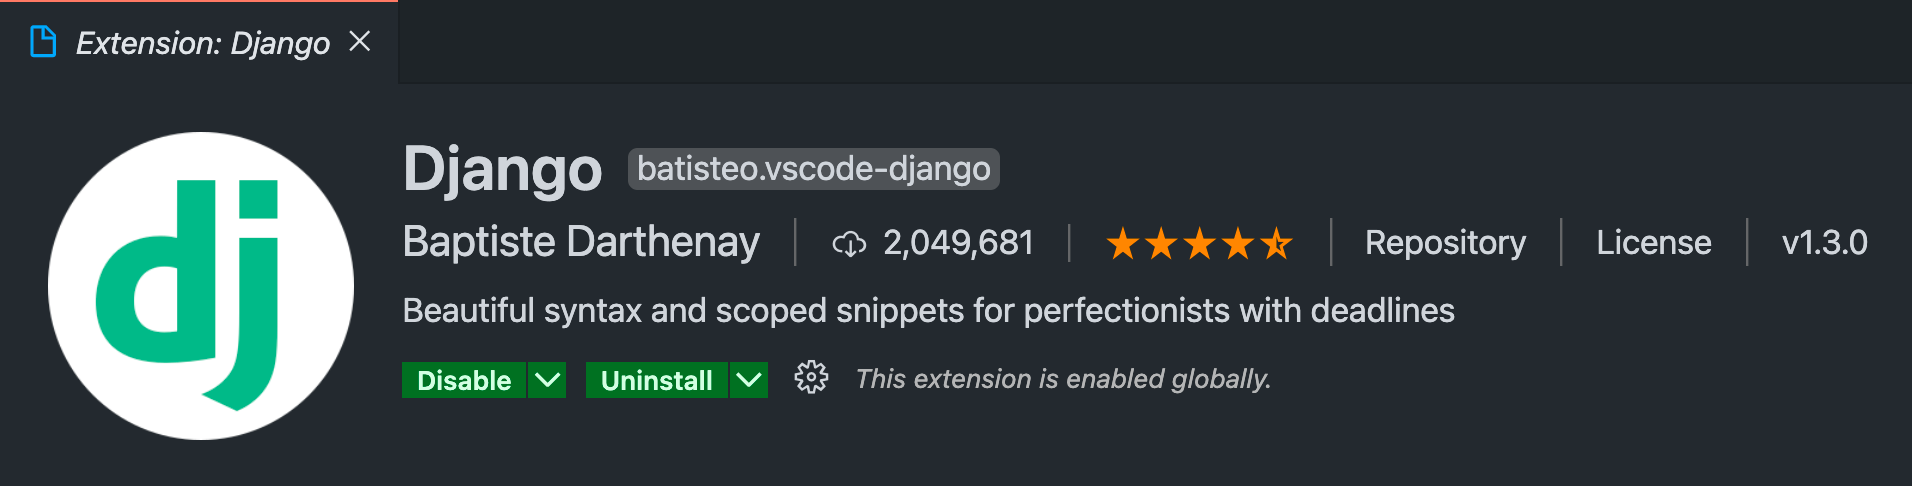 Extension: Django
dj
Django batisteo.vscode-django
Baptiste Darthenay | 2,049,681 | Repository | License | v1.3.0
Beautiful syntax and scoped snippets for perfectionists with deadlines
Disable Uninstall This extension is enabled globally.